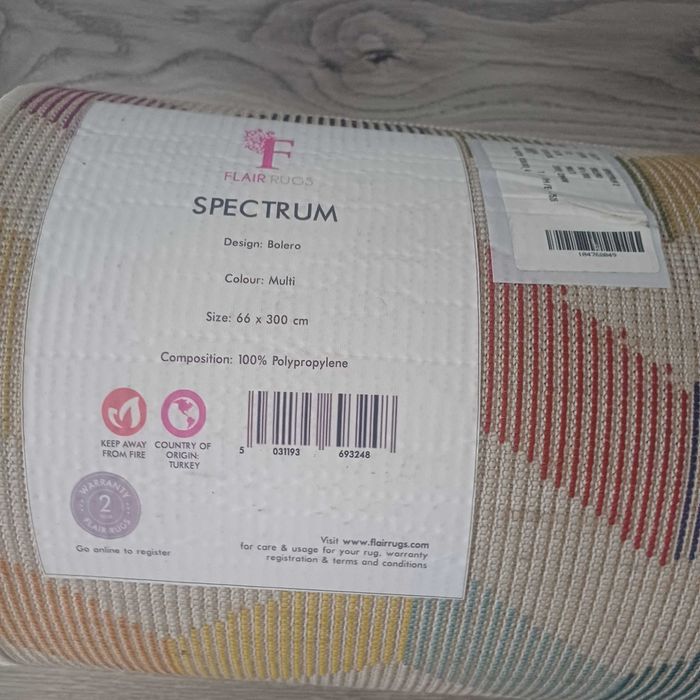 F
FLAIR RUGS
SPECTRUM
Design: Bolero
Colour: Multi
Size: 66 x 300 cm
Composition: 100% Polypropylene
KEEP AWAY
FROM FIRE
COUNTRY OF
ORIGIN:
TURKEY
5 031193 693248
WARRANTY
2
FLAIR RUGS
Go online to register
Visit www.flairrugs.com
for care & usage for your rug, warranty
registration & terms and conditions
104760849